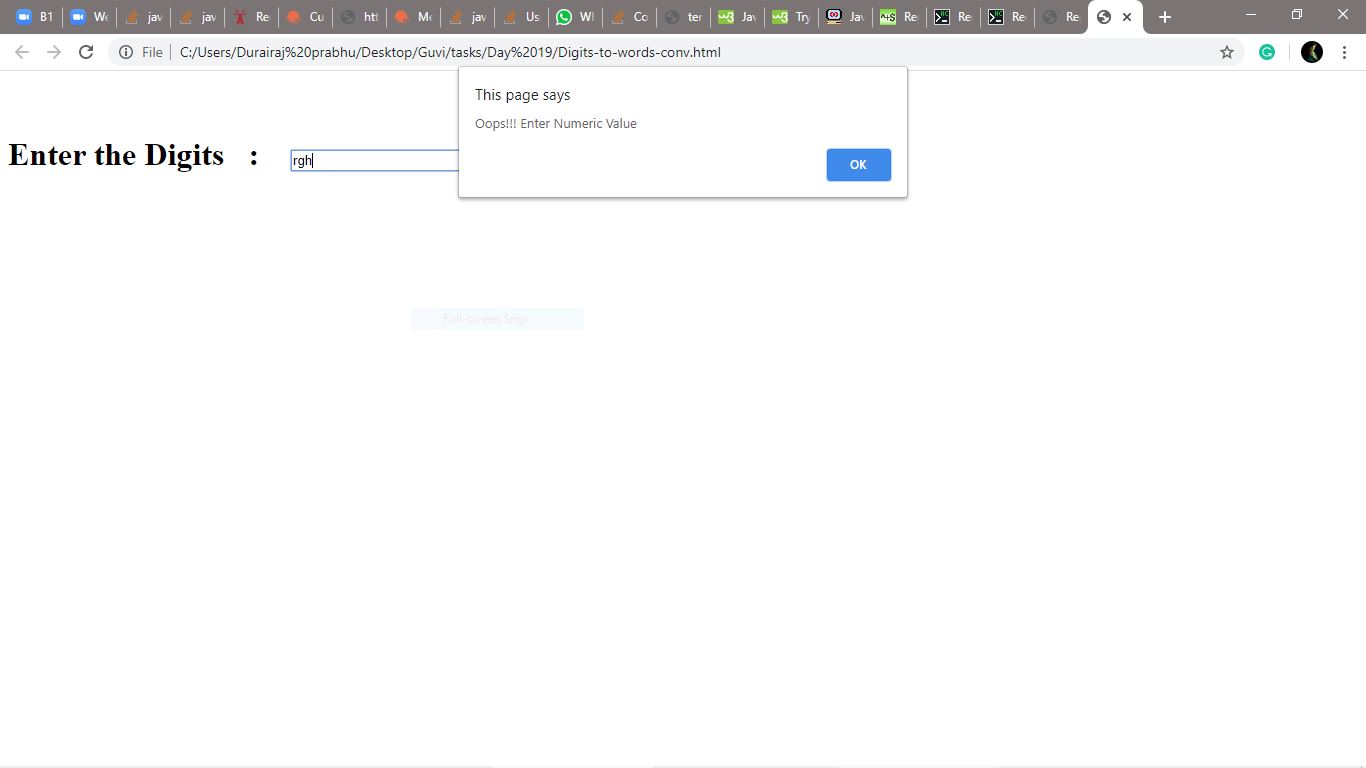 B1 We jav jav Re Cu htt Me jav Us Wh Co ter Jav Try Jav Re Re Re Re
File C:/Users/Durairaj%20prabhu/Desktop/Guvi/tasks/Day%2019/Digits-to-words-conv.html
This page says
Oops!!! Enter Numeric Value
OK
Enter the Digits : rgh
Full-screen Snip